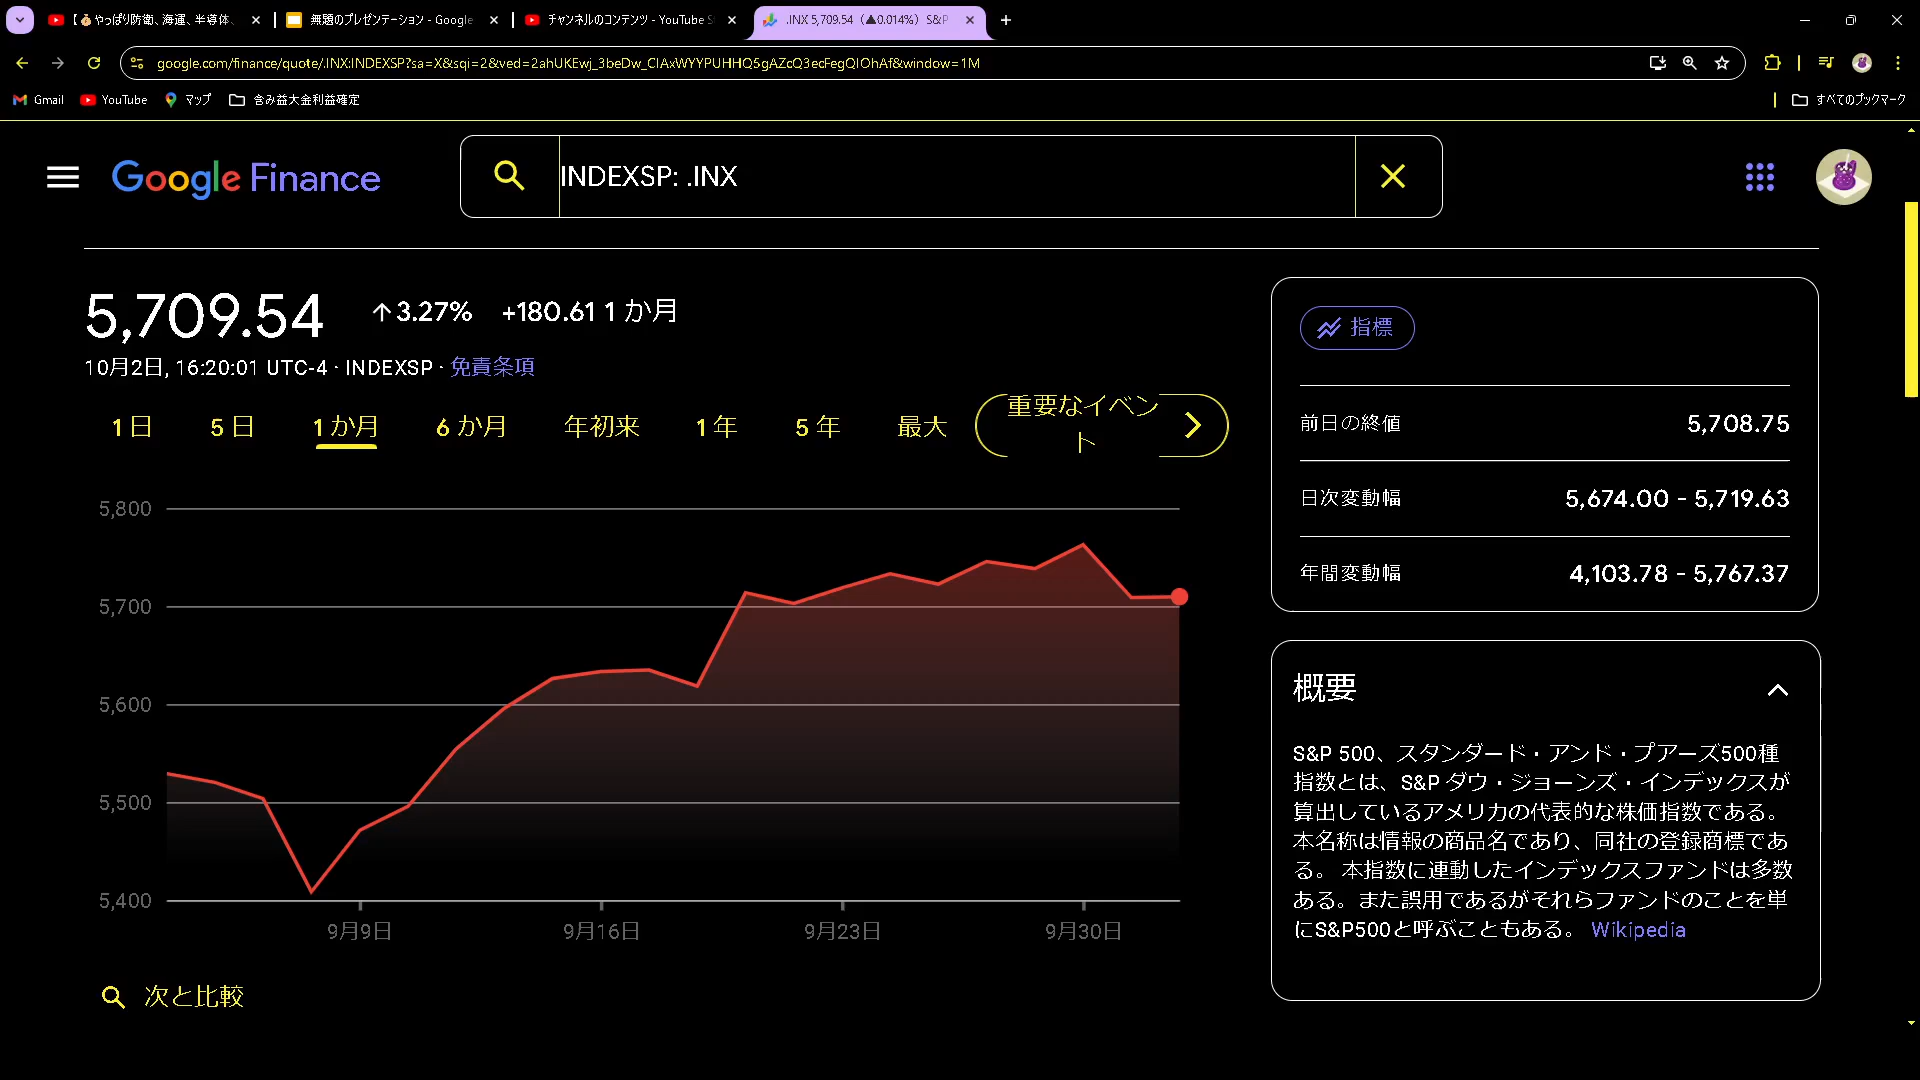 【💰やっぱり防衛、海運、半導体、
無題のプレゼンテーション - Google
チャンネルのコンテンツ - YouTube S
.INX 5,709.54（▲0.014%）S&P
google.com/finance/quote/.INX:INDEXSP?sa=X&sqi=2&ved=2ahUKEwj_3beDw_CIAxWYYPUHHQ5gAZcQ3ecFegQIOhAf&window=1M
Gmail
YouTube
マップ
含み益大金利益確定
すべてのブックマーク
Google Finance
INDEXSP: .INX
5,709.54
↑3.27%
+180.61 1 か月
10月2日, 16:20:01 UTC-4 · INDEXSP · 免責条項
1 日
5 日
1 か月
6 か月
年初来
1 年
5 年
最大
重要なイベン
ト
5,800
5,700
5,600
5,500
5,400
9月9日
9月16日
9月23日
9月30日
次と比較
指標
前日の終値
5,708.75
日次変動幅
5,674.00 - 5,719.63
年間変動幅
4,103.78 - 5,767.37
概要
S&P 500、スタンダード・アンド・プアーズ500種
指数とは、S&P ダウ・ジョーンズ・インデックスが
算出しているアメリカの代表的な株価指数である。
本名称は情報の商品名であり、同社の登録商標であ
る。 本指数に連動したインデックスファンドは多数
ある。また誤用であるがそれらファンドのことを単
にS&P500と呼ぶこともある。 Wikipedia